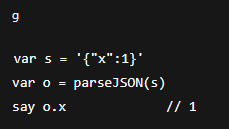 g
var s = '{"x":1}'
var o = parseJSON(s)
say o.x // 1